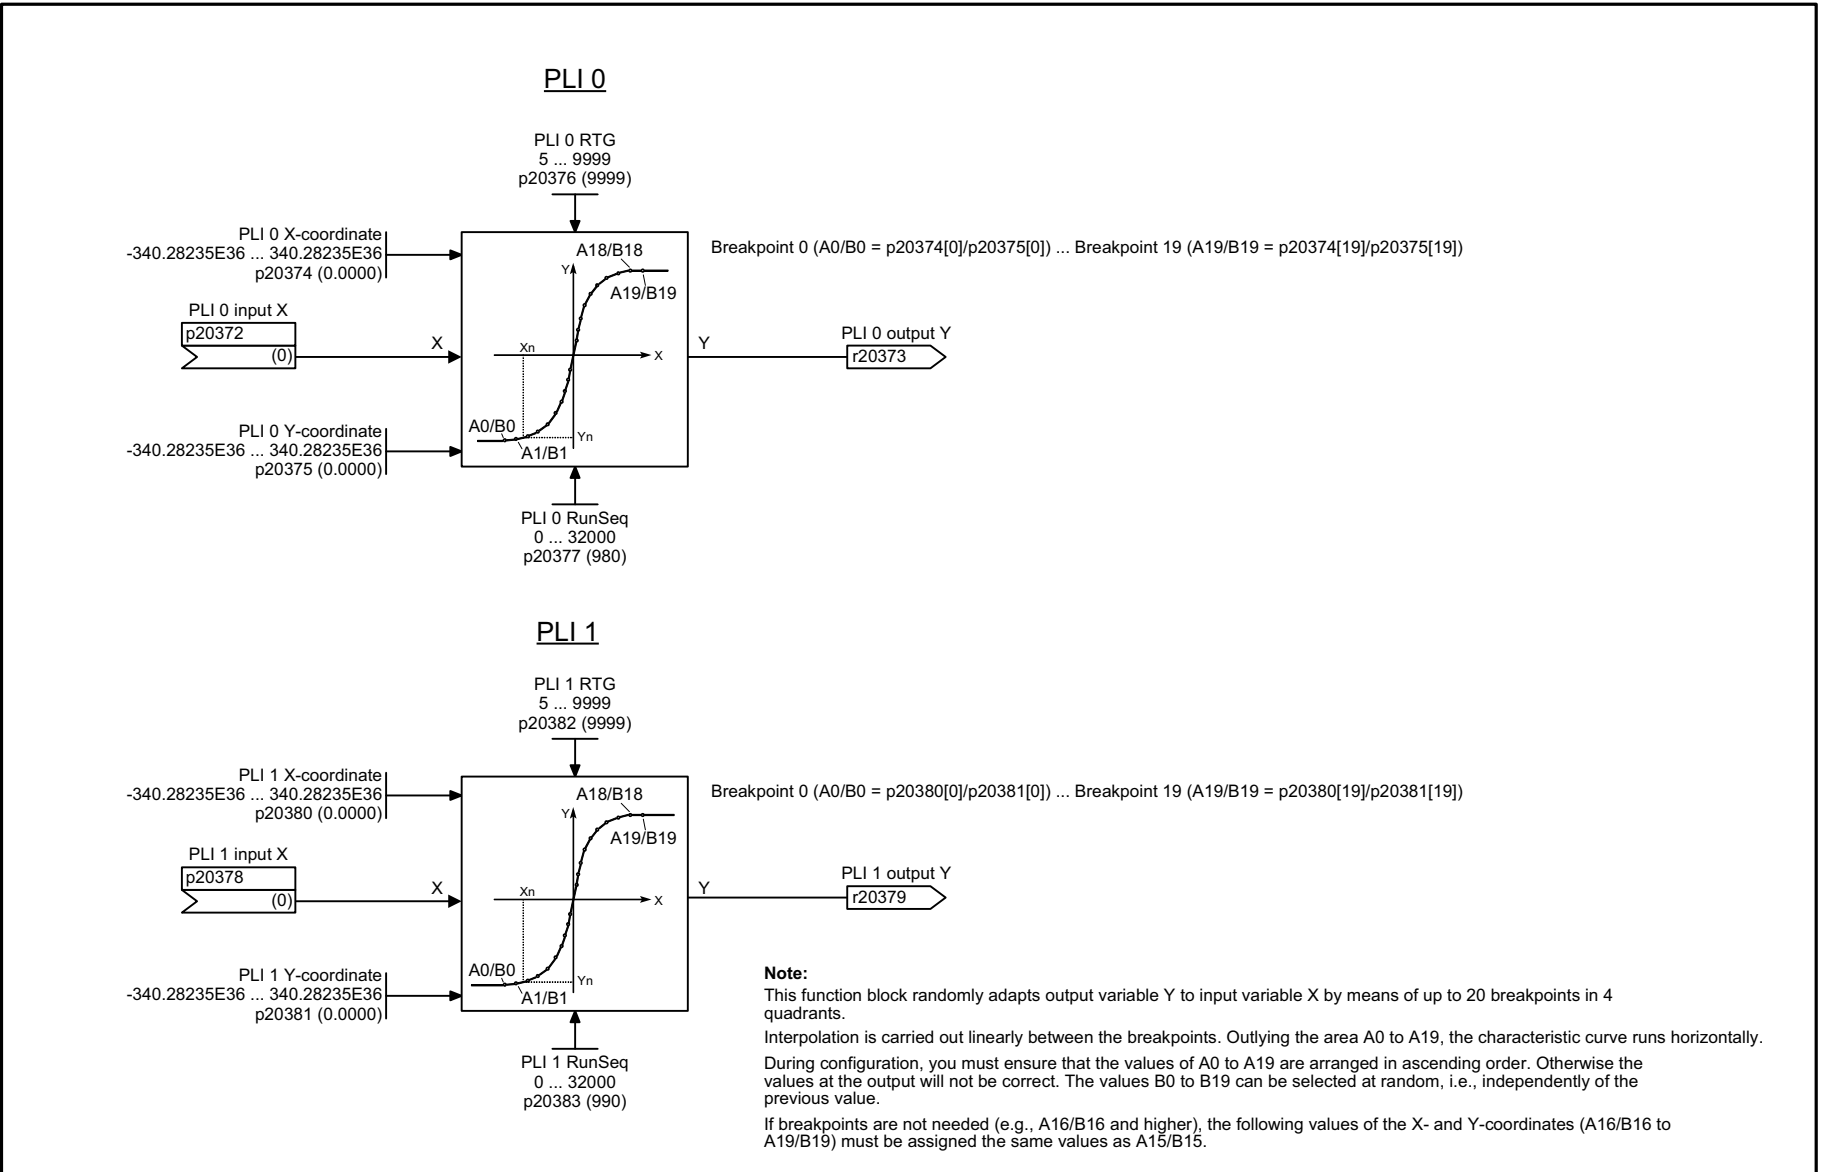 PLI 0
PLI 0 RTG
5 ... 9999
p20376 (9999)
PLI 0 X-coordinate
-340.28235E36 ... 340.28235E36
p20374 (0.0000)
A18/B18
Breakpoint 0 (A0/B0 = p20374[0]/p20375[0]) ... Breakpoint 19 (A19/B19 = p20374[19]/p20375[19])
Y
A19/B19
PLI 0 input X
p20372
(0)
X
Xn
X
Y
PLI 0 output Y
r20373
PLI 0 Y-coordinate
-340.28235E36 ... 340.28235E36
p20375 (0.0000)
A0/B0
Yn
A1/B1
PLI 0 RunSeq
0 ... 32000
p20377 (980)
PLI 1
PLI 1 RTG
5 ... 9999
p20382 (9999)
PLI 1 X-coordinate
-340.28235E36 ... 340.28235E36
p20380 (0.0000)
A18/B18
Breakpoint 0 (A0/B0 = p20380[0]/p20381[0]) ... Breakpoint 19 (A19/B19 = p20380[19]/p20381[19])
Y
A19/B19
PLI 1 input X
p20378
(0)
X
Xn
X
Y
PLI 1 output Y
r20379
PLI 1 Y-coordinate
-340.28235E36 ... 340.28235E36
p20381 (0.0000)
A0/B0
Yn
A1/B1
PLI 1 RunSeq
0 ... 32000
p20383 (990)
Note:
This function block randomly adapts output variable Y to input variable X by means of up to 20 breakpoints in 4
quadrants.
Interpolation is carried out linearly between the breakpoints. Outlying the area A0 to A19, the characteristic curve runs horizontally.
During configuration, you must ensure that the values of A0 to A19 are arranged in ascending order. Otherwise the
values at the output will not be correct. The values B0 to B19 can be selected at random, i.e., independently of the
previous value.
If breakpoints are not needed (e.g., A16/B16 and higher), the following values of the X- and Y-coordinates (A16/B16 to
A19/B19) must be assigned the same values as A15/B15.